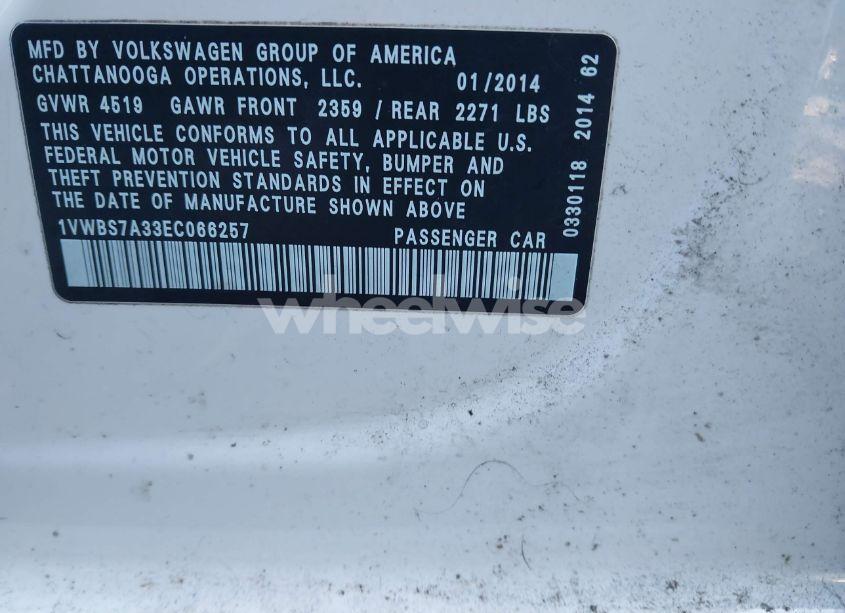 MFD BY VOLKSWAGEN GROUP OF AMERICA
CHATTANOOGA OPERATIONS, LLC. 01/2014
GVWR 4519 GAWR FRONT 2359 / REAR 2271 LBS
THIS VEHICLE CONFORMS TO ALL APPLICABLE U.S.
FEDERAL MOTOR VEHICLE SAFETY, BUMPER AND
THEFT PREVENTION STANDARDS IN EFFECT ON
THE DATE OF MANUFACTURE SHOWN ABOVE
1VWBS7A33EC066257 PASSENGER CAR
0330118 2014 62
wheelwise